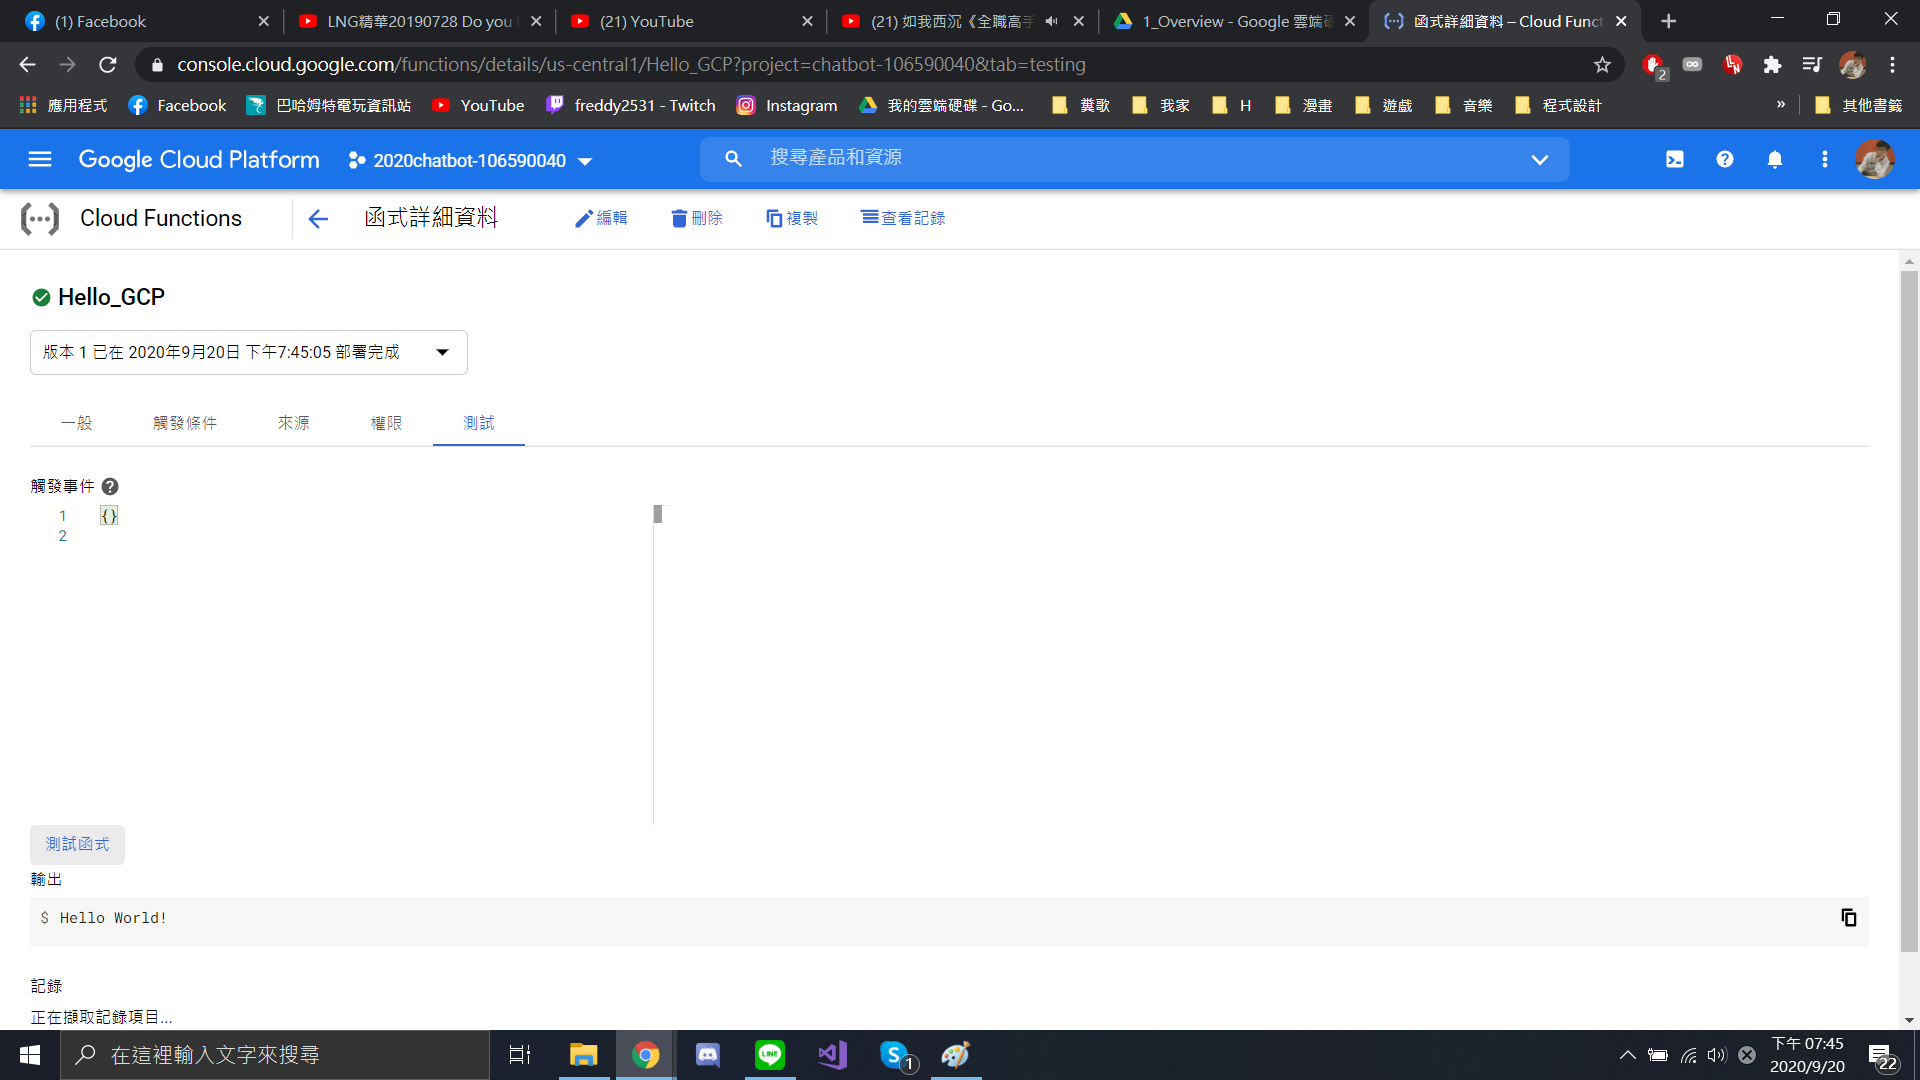 (1) Facebook
LNG精華20190728 Do you
(21) YouTube
(21) 如我西沉《全職高手
1_Overview - Google 雲端硬
函式詳細資料 – Cloud Funct
console.cloud.google.com/functions/details/us-central1/Hello_GCP?project=chatbot-106590040&tab=testing
2
應用程式
Facebook
巴哈姆特電玩資訊站
YouTube
freddy2531 - Twitch
Instagram
我的雲端硬碟 - Go...
糞歌
我家
H
漫畫
遊戲
音樂
程式設計
»
其他書籤
Google Cloud Platform
2020chatbot-106590040
搜尋產品和資源
Cloud Functions
函式詳細資料
編輯
刪除
複製
查看記錄
Hello_GCP
版本 1 已在 2020年9月20日 下午7:45:05 部署完成
一般
觸發條件
來源
權限
測試
觸發事件
1 {}
2
測試函式
輸出
$ Hello World!
記錄
正在擷取記錄項目...
在這裡輸入文字來搜尋
LINE
1
下午 07:45
2020/9/20
22